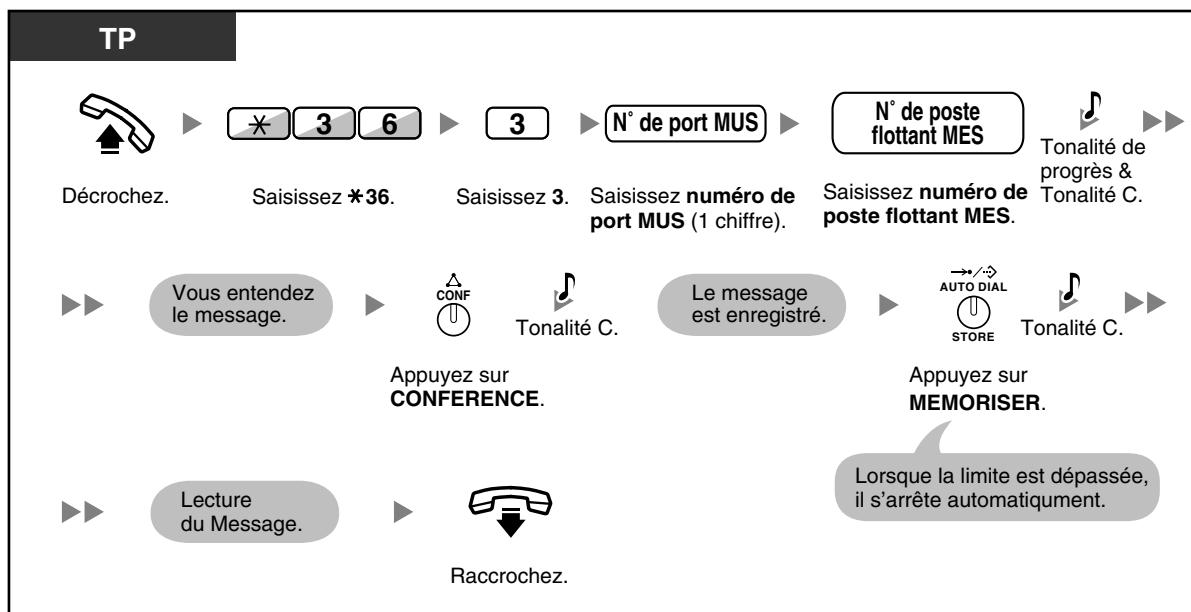 TP
✳ 3 6
3
N° de port MUS
N° de poste
flottant MES
Tonalité de
progrès &
Tonalité C.
Décrochez.
Saisissez ✳36.
Saisissez 3.
Saisissez numéro de
port MUS (1 chiffre).
Saisissez numéro de
poste flottant MES.
Vous entendez
le message.
CONF
Tonalité C.
Appuyez sur
CONFERENCE.
Le message
est enregistré.
AUTO DIAL
STORE
Tonalité C.
Appuyez sur
MEMORISER.
Lorsque la limite est dépassée,
il s'arrête automatiqument.
Lecture
du Message.
Raccrochez.